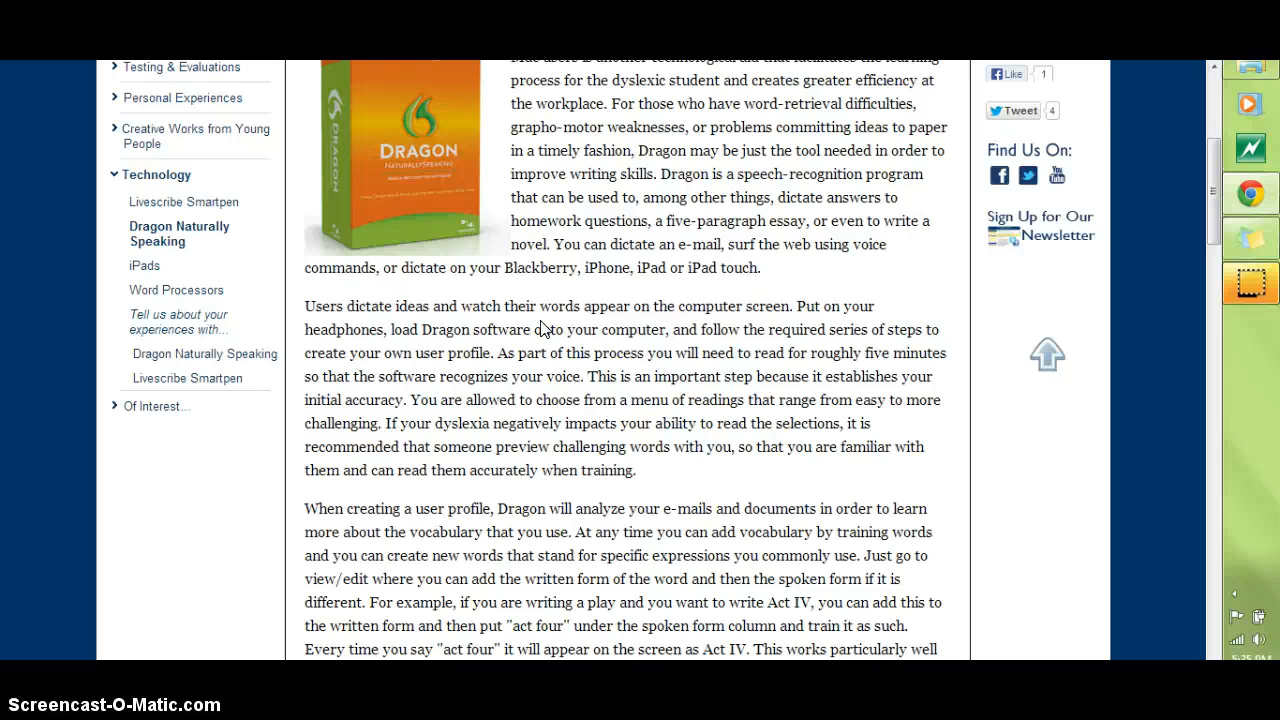 Testing & Evaluations
Personal Experiences
Creative Works from Young
People
Technology
Livescribe Smartpen
Dragon Naturally
Speaking
iPads
Word Processors
Tell us about your
experiences with...
Dragon Naturally Speaking
Livescribe Smartpen
Of Interest...
DRAGON
DRAGON
NATURALLYSPEAKING
Mac users is another technological aid that facilitates the learning
process for the dyslexic student and creates greater efficiency at
the workplace. For those who have word-retrieval difficulties,
grapho-motor weaknesses, or problems committing ideas to paper
in a timely fashion, Dragon may be just the tool needed in order to
improve writing skills. Dragon is a speech-recognition program
that can be used to, among other things, dictate answers to
homework questions, a five-paragraph essay, or even to write a
novel. You can dictate an e-mail, surf the web using voice
commands, or dictate on your Blackberry, iPhone, iPad or iPad touch.
Users dictate ideas and watch their words appear on the computer screen. Put on your
headphones, load Dragon software onto your computer, and follow the required series of steps to
create your own user profile. As part of this process you will need to read for roughly five minutes
so that the software recognizes your voice. This is an important step because it establishes your
initial accuracy. You are allowed to choose from a menu of readings that range from easy to more
challenging. If your dyslexia negatively impacts your ability to read the selections, it is
recommended that someone preview challenging words with you, so that you are familiar with
them and can read them accurately when training.
When creating a user profile, Dragon will analyze your e-mails and documents in order to learn
more about the vocabulary that you use. At any time you can add vocabulary by training words
and you can create new words that stand for specific expressions you commonly use. Just go to
view/edit where you can add the written form of the word and then the spoken form if it is
different. For example, if you are writing a play and you want to write Act IV, you can add this to
the written form and then put "act four" under the spoken form column and train it as such.
Every time you say "act four" it will appear on the screen as Act IV. This works particularly well
Like 1
Tweet 4
Find Us On:
You Tube
Sign Up for Our
Newsletter
5:25 PM
Screencast-O-Matic.com